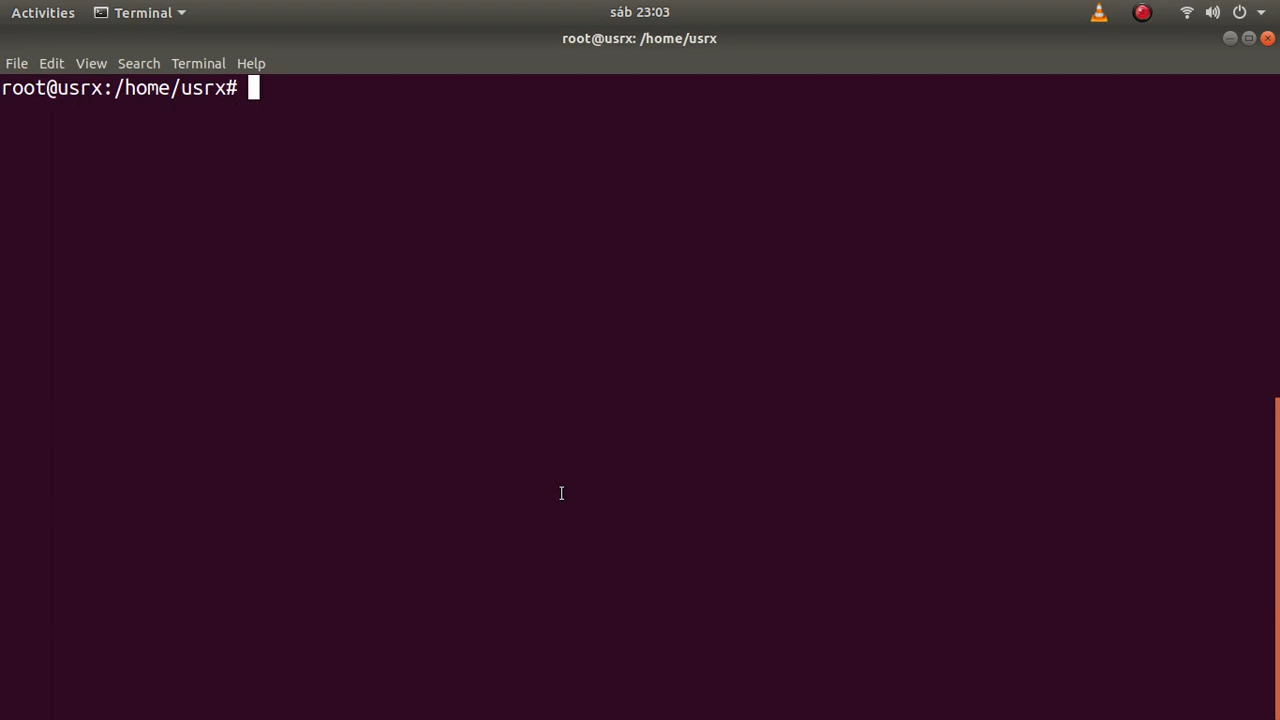 Activities Terminal sáb 23:03
root@usrx: /home/usrx
File Edit View Search Terminal Help
root@usrx:/home/usrx#